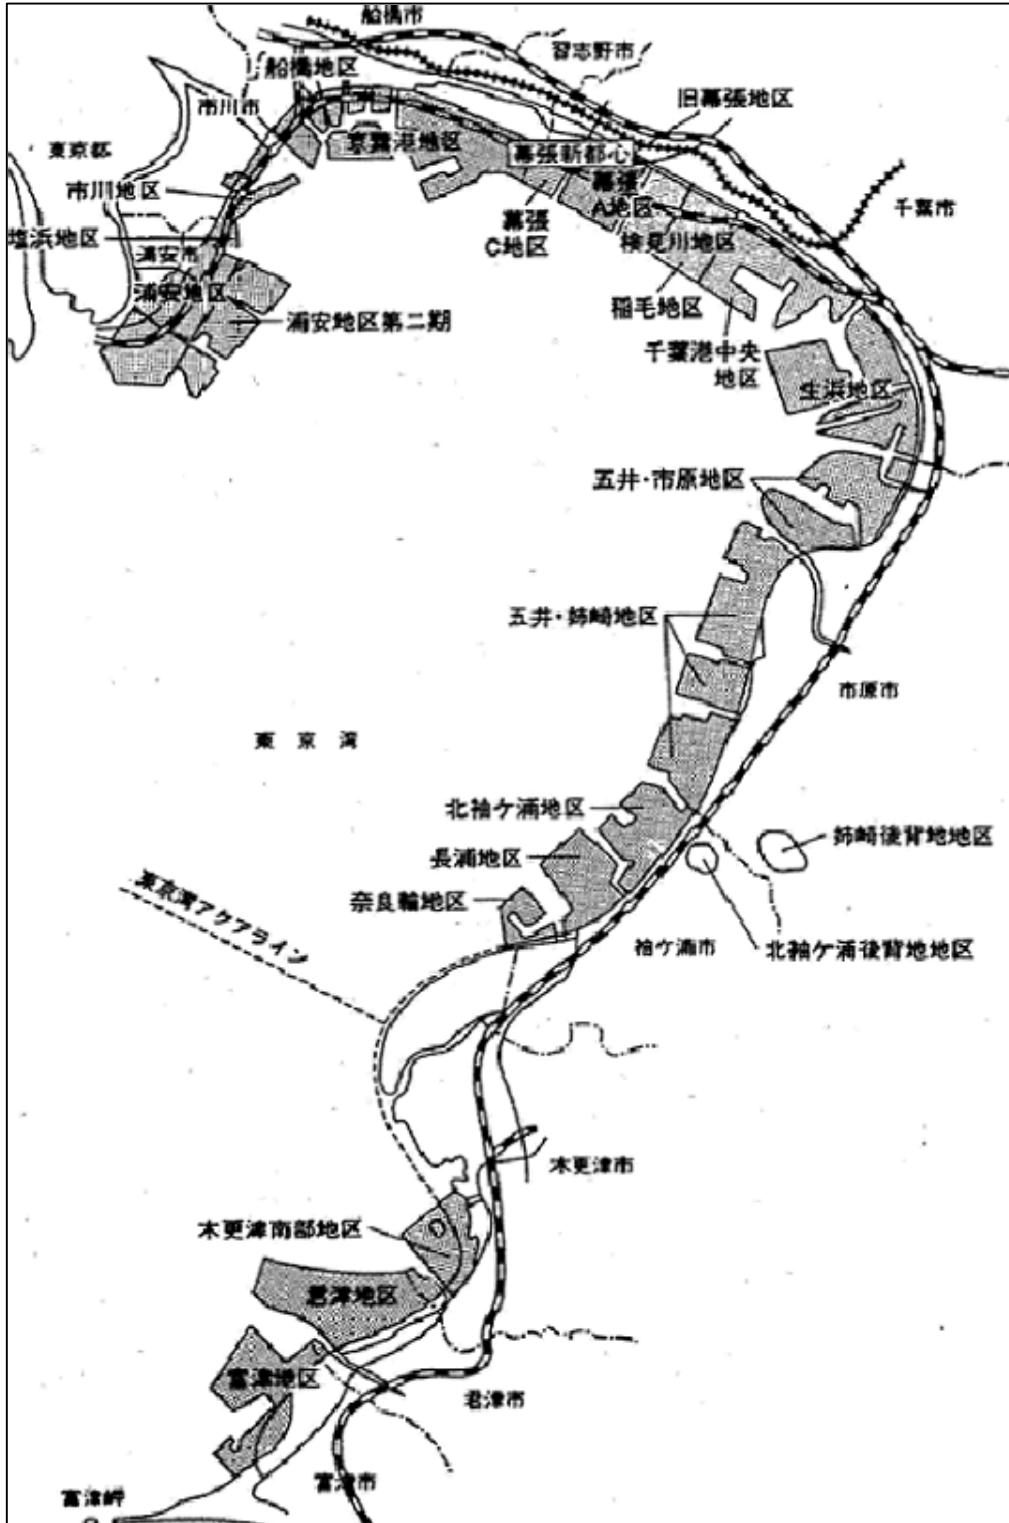 船橋市
習志野市
船橋地区
市川市
旧幕張地区
東京都
京葉港地区
幕張新都心
市川地区
幕張
A地区
千葉市
幕張
C地区
塩浜地区
浦安市
検見川地区
浦安地区
稲毛地区
浦安地区第二期
千葉港中央
地区
生浜地区
五井・市原地区
五井・姉崎地区
市原市
東京湾
北袖ケ浦地区
姉崎後背地地区
長浦地区
奈良輪地区
東京湾アクアライン
袖ケ浦市
北袖ケ浦後背地地区
木更津市
木更津南部地区
君津地区
富津地区
君津市
富津市
富津岬